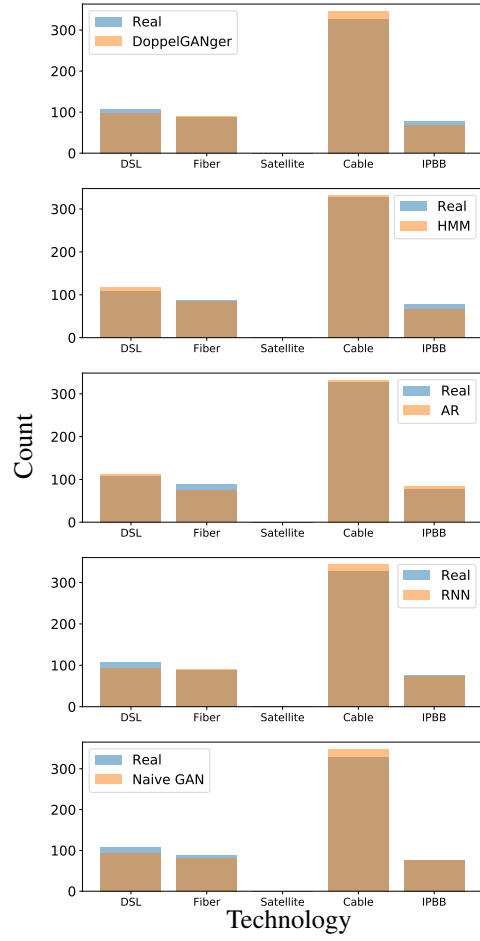 Real
DoppelGANger
300
200
100
0
DSL Fiber Satellite Cable IPBB
Real
HMM
300
200
100
0
DSL Fiber Satellite Cable IPBB
Real
AR
300
200
100
0
DSL Fiber Satellite Cable IPBB
Count
Real
RNN
300
200
100
0
DSL Fiber Satellite Cable IPBB
Real
Naive GAN
300
200
100
0
DSL Fiber Satellite Cable IPBB
Technology